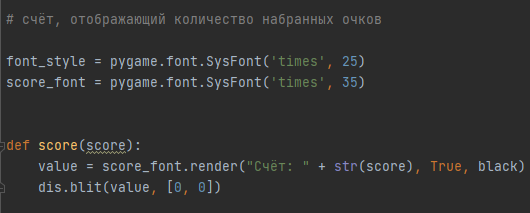 # счёт, отображающий количество набранных очков
font_style = pygame.font.SysFont('times', 25)
score_font = pygame.font.SysFont('times', 35)
def score(score):
    value = score_font.render("Счёт: " + str(score), True, black)
    dis.blit(value, [0, 0])